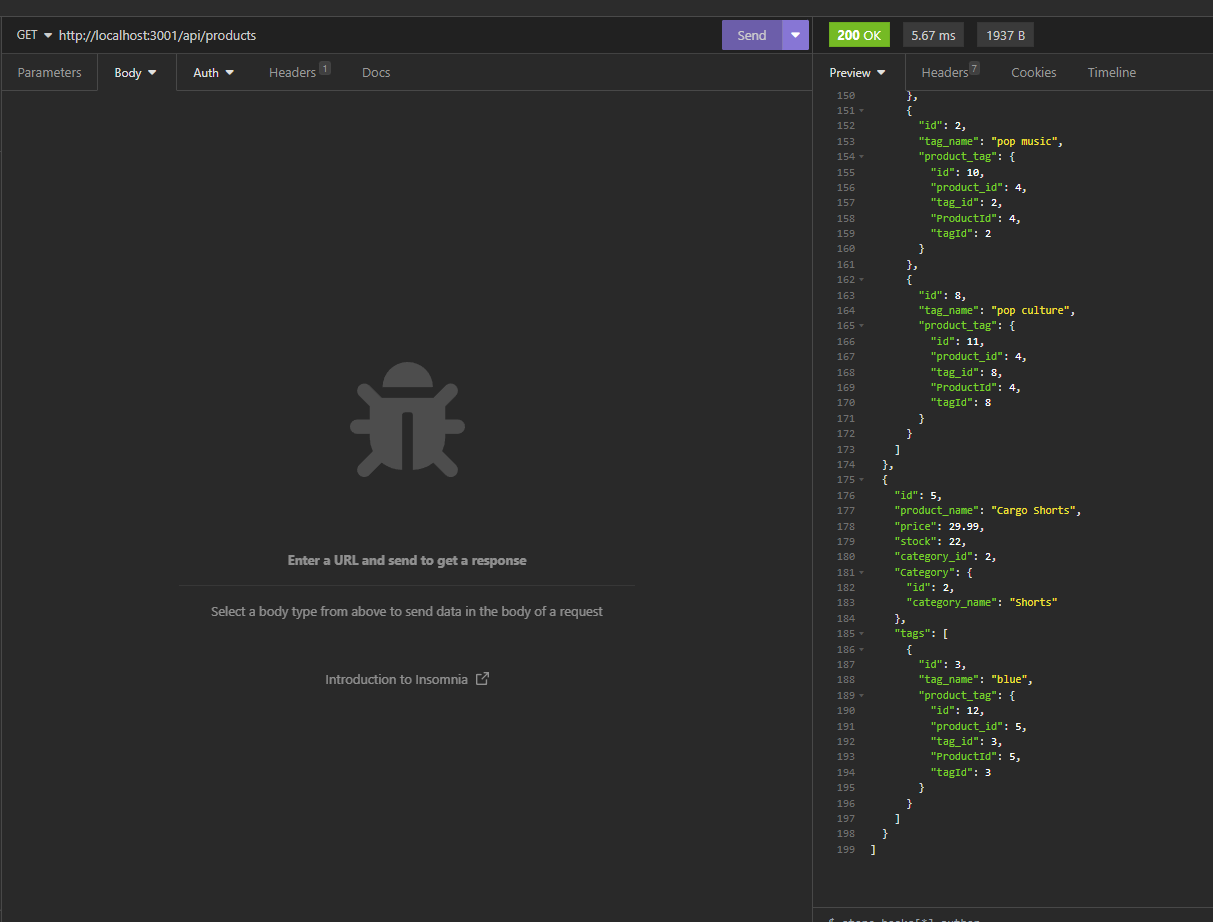 GET http://localhost:3001/api/products Send
200 OK 5.67 ms 1937 B
Parameters Body Auth Headers 1 Docs
Preview Headers 7 Cookies Timeline
150 },
151 {
152 "id": 2,
153 "tag_name": "pop music",
154 "product_tag": {
155 "id": 10,
156 "product_id": 4,
157 "tag_id": 2,
158 "ProductId": 4,
159 "tagId": 2
160 }
161 },
162 {
163 "id": 8,
164 "tag_name": "pop culture",
165 "product_tag": {
166 "id": 11,
167 "product_id": 4,
168 "tag_id": 8,
169 "ProductId": 4,
170 "tagId": 8
171 }
172 }
173 ]
174 },
175 {
176 "id": 5,
177 "product_name": "Cargo Shorts",
178 "price": 29.99,
179 "stock": 22,
180 "category_id": 2,
181 "Category": {
182 "id": 2,
183 "category_name": "Shorts"
184 },
185 "tags": [
186 {
187 "id": 3,
188 "tag_name": "blue",
189 "product_tag": {
190 "id": 12,
191 "product_id": 5,
192 "tag_id": 3,
193 "ProductId": 5,
194 "tagId": 3
195 }
196 }
197 ]
198 }
199 ]
Enter a URL and send to get a response
Select a body type from above to send data in the body of a request
Introduction to Insomnia